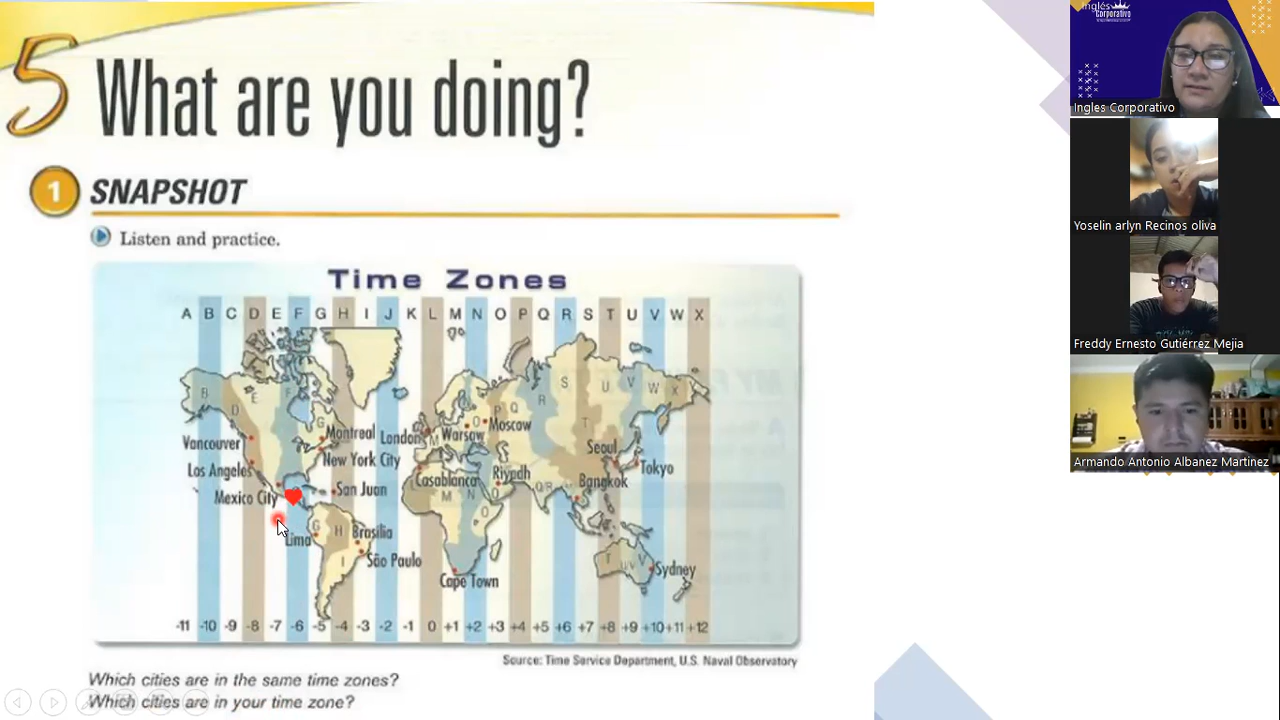 5 What are you doing?
1 SNAPSHOT
Listen and practice.
Time Zones
A B C D E F G H I J K L M N O P Q R S T U V W X
B D E F G M N O P Q R S T U V W X
Vancouver
Montreal
London
Warsaw
Moscow
Seoul
Tokyo
Los Angeles
New York City
Casablanca
Riyadh
Bangkok
Mexico City
San Juan
Lima
Brasília
São Paulo
Cape Town
Sydney
-11 -10 -9 -8 -7 -6 -5 -4 -3 -2 -1 0 +1 +2 +3 +4 +5 +6 +7 +8 +9 +10 +11 +12
Source: Time Service Department, U.S. Naval Observatory
Which cities are in the same time zones?
Which cities are in your time zone?
Inglés
Corporativo
Ingles Corporativo
Yoselin arlyn Recinos oliva
Freddy Ernesto Gutiérrez Mejia
Armando Antonio Albanez Martinez